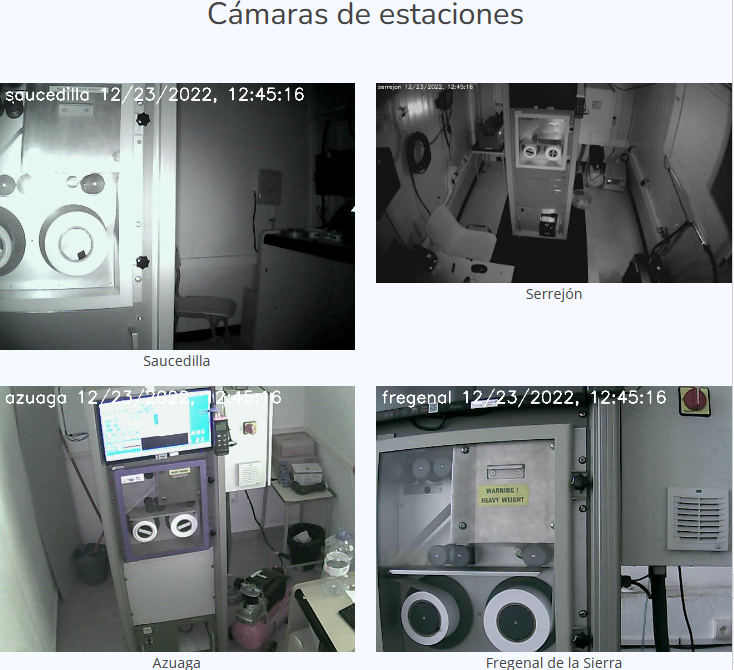 Cámaras de estaciones
saucedilla 12/23/2022, 12:45:16
serrejon 12/23/2022, 12:45:16
Serrejón
Saucedilla
azuaga 12/23/2022, 12:45:16
fregenal 12/23/2022, 12:45:16
WARNING !
HEAVY WEIGHT
Azuaga
Fregenal de la Sierra